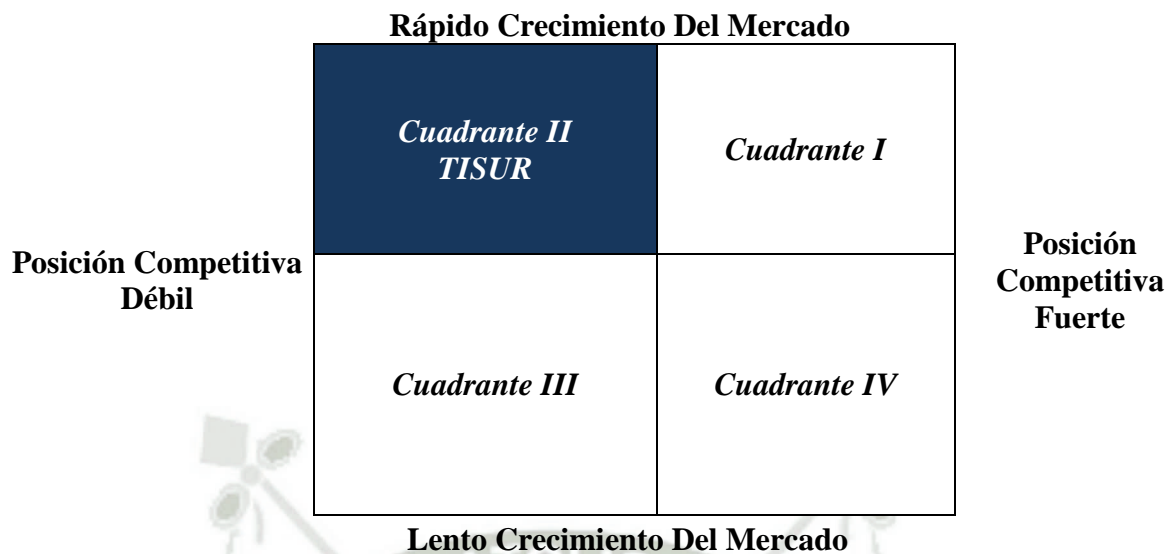 Rápido Crecimiento Del Mercado
Cuadrante II
TISUR
Cuadrante I
Posición Competitiva
Débil
Posición
Competitiva
Fuerte
Cuadrante III
Cuadrante IV
Lento Crecimiento Del Mercado